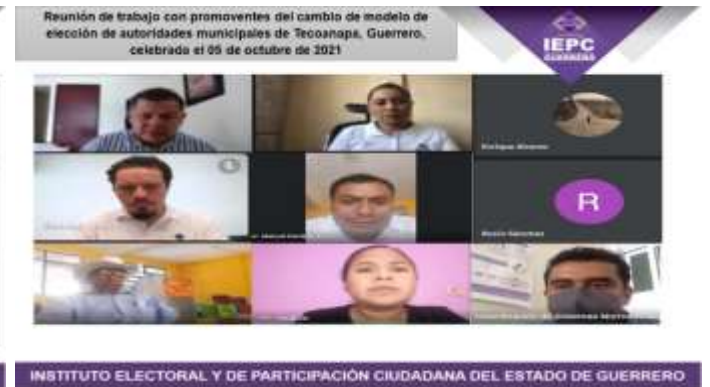 Reunión de trabajo con promoventes del cambio de modelo de
elección de autoridades municipales de Tecoanapa, Guerrero,
celebrada el 05 de octubre de 2021
IEPC
GUERRERO
Enrique Alvarez
R
Rocío Sánchez
INSTITUTO ELECTORAL Y DE PARTICIPACIÓN CIUDADANA DEL ESTADO DE GUERRERO